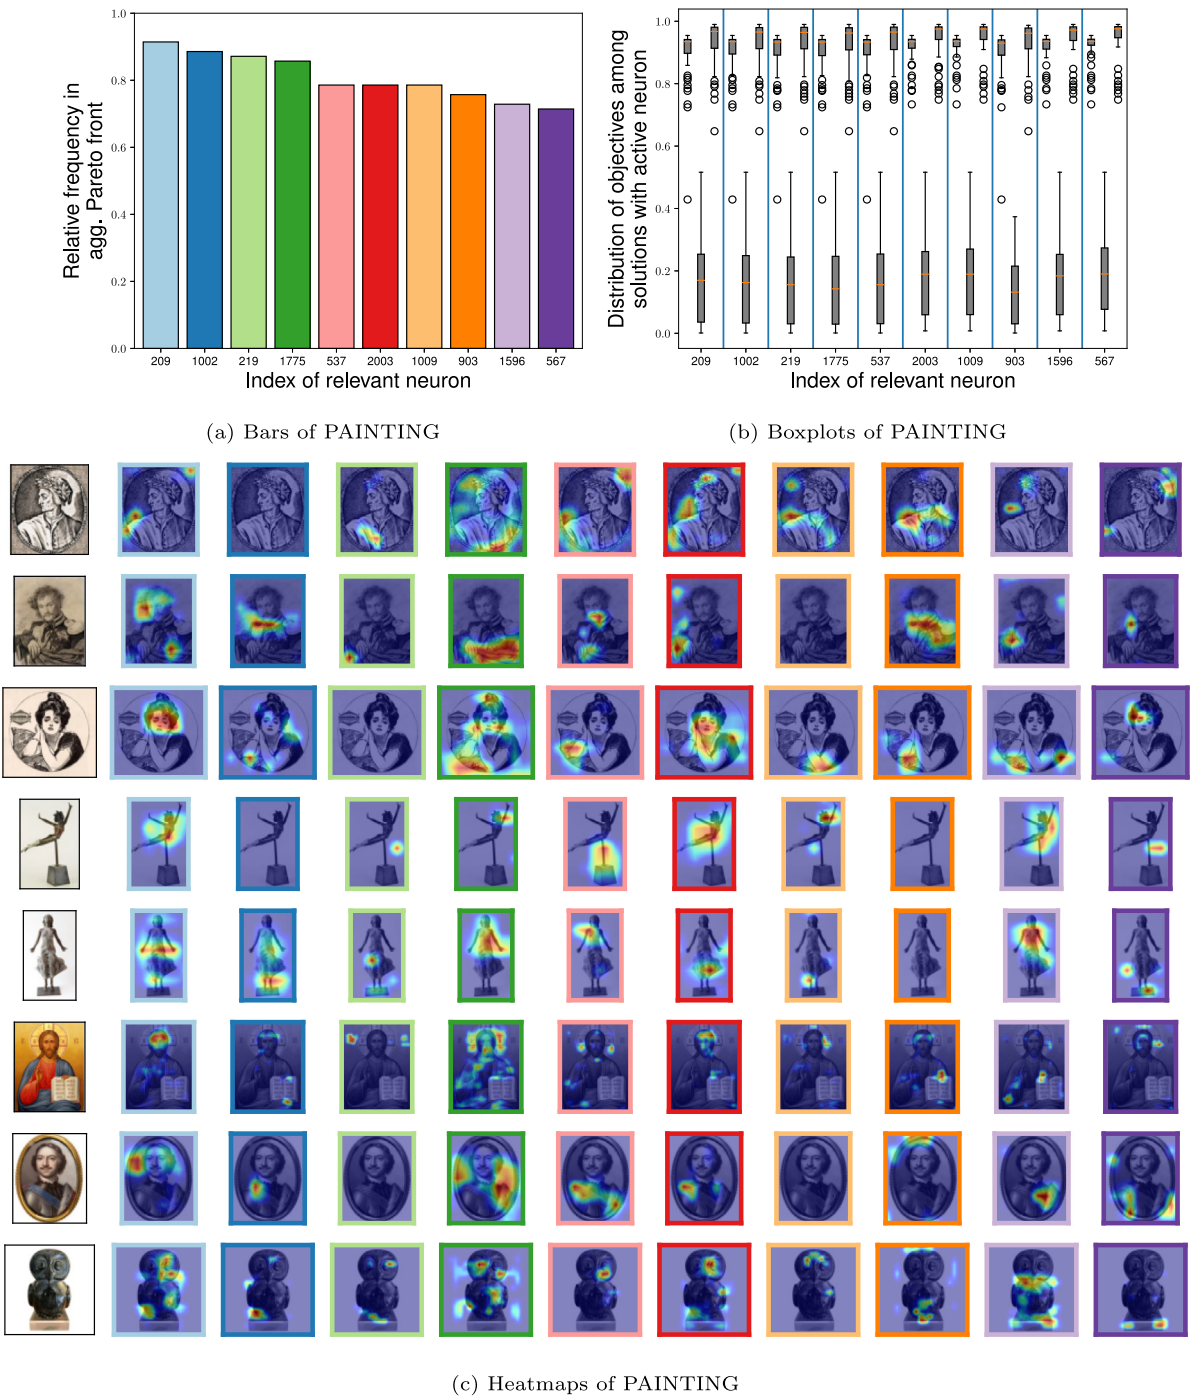 Relative frequency in
agg. Pareto front
1.0
0.8
0.6
0.4
0.2
0.0
209 1002 219 1775 537 2003 1009 903 1596 567
Index of relevant neuron
(a) Bars of PAINTING
Distribution of objectives among
solutions with active neuron
1.0
0.8
0.6
0.4
0.2
0.0
209 1002 219 1775 537 2003 1009 903 1596 567
Index of relevant neuron
(b) Boxplots of PAINTING
(c) Heatmaps of PAINTING